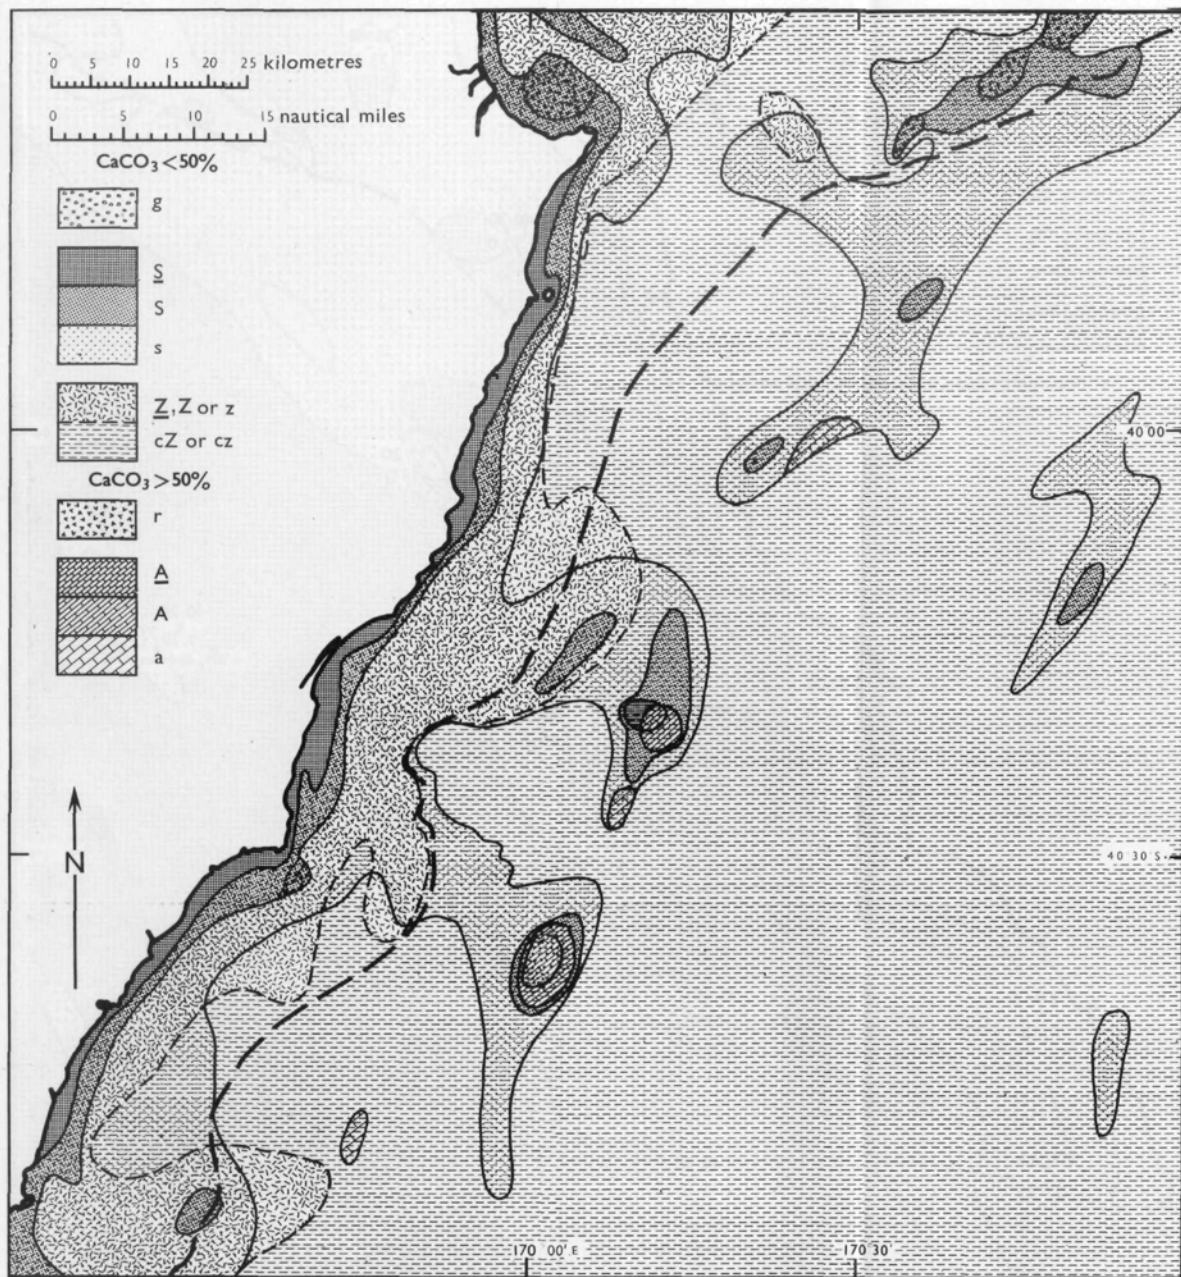 0 5 10 15 20 25 kilometres
0 5 10 15 nautical miles
CaCO₃<50%
g
S
S
s
Z,Z or z
cZ or cz
CaCO₃>50%
r
A
A
a
N
40 00
40 30 S
170 00' E
170 30